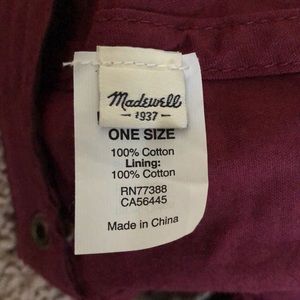 Madewell
1937
ONE SIZE
100% Cotton
Lining:
100% Cotton
RN77388
CA56445
Made in China